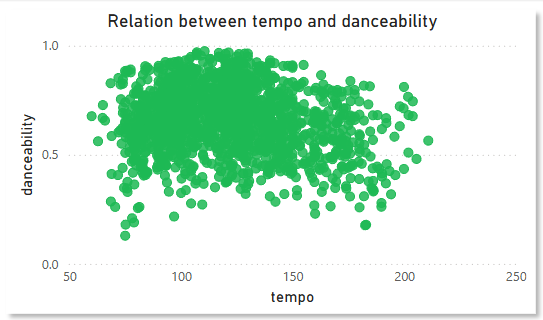 Relation between tempo and danceability
1.0
0.5
0.0
danceability
50 100 150 200 250
tempo